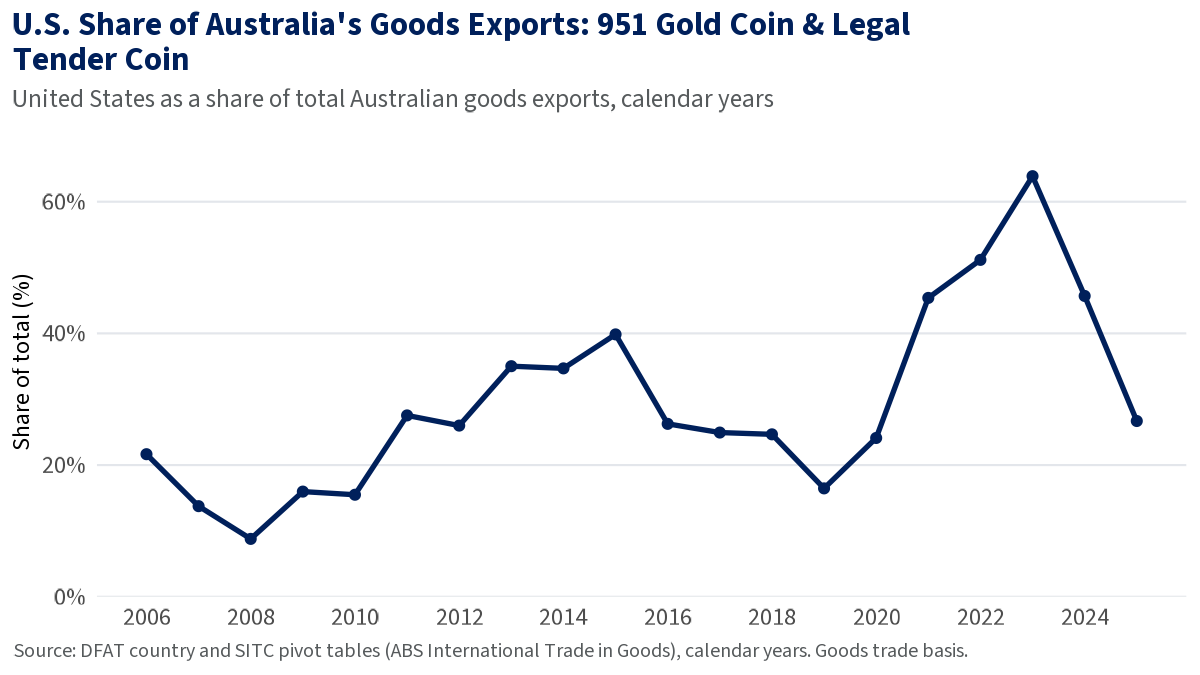 U.S. Share of Australia's Goods Exports: 951 Gold Coin & Legal
Tender Coin
United States as a share of total Australian goods exports, calendar years
Share of total (%)
60%
40%
20%
0%
2006 2008 2010 2012 2014 2016 2018 2020 2022 2024
Source: DFAT country and SITC pivot tables (ABS International Trade in Goods), calendar years. Goods trade basis.